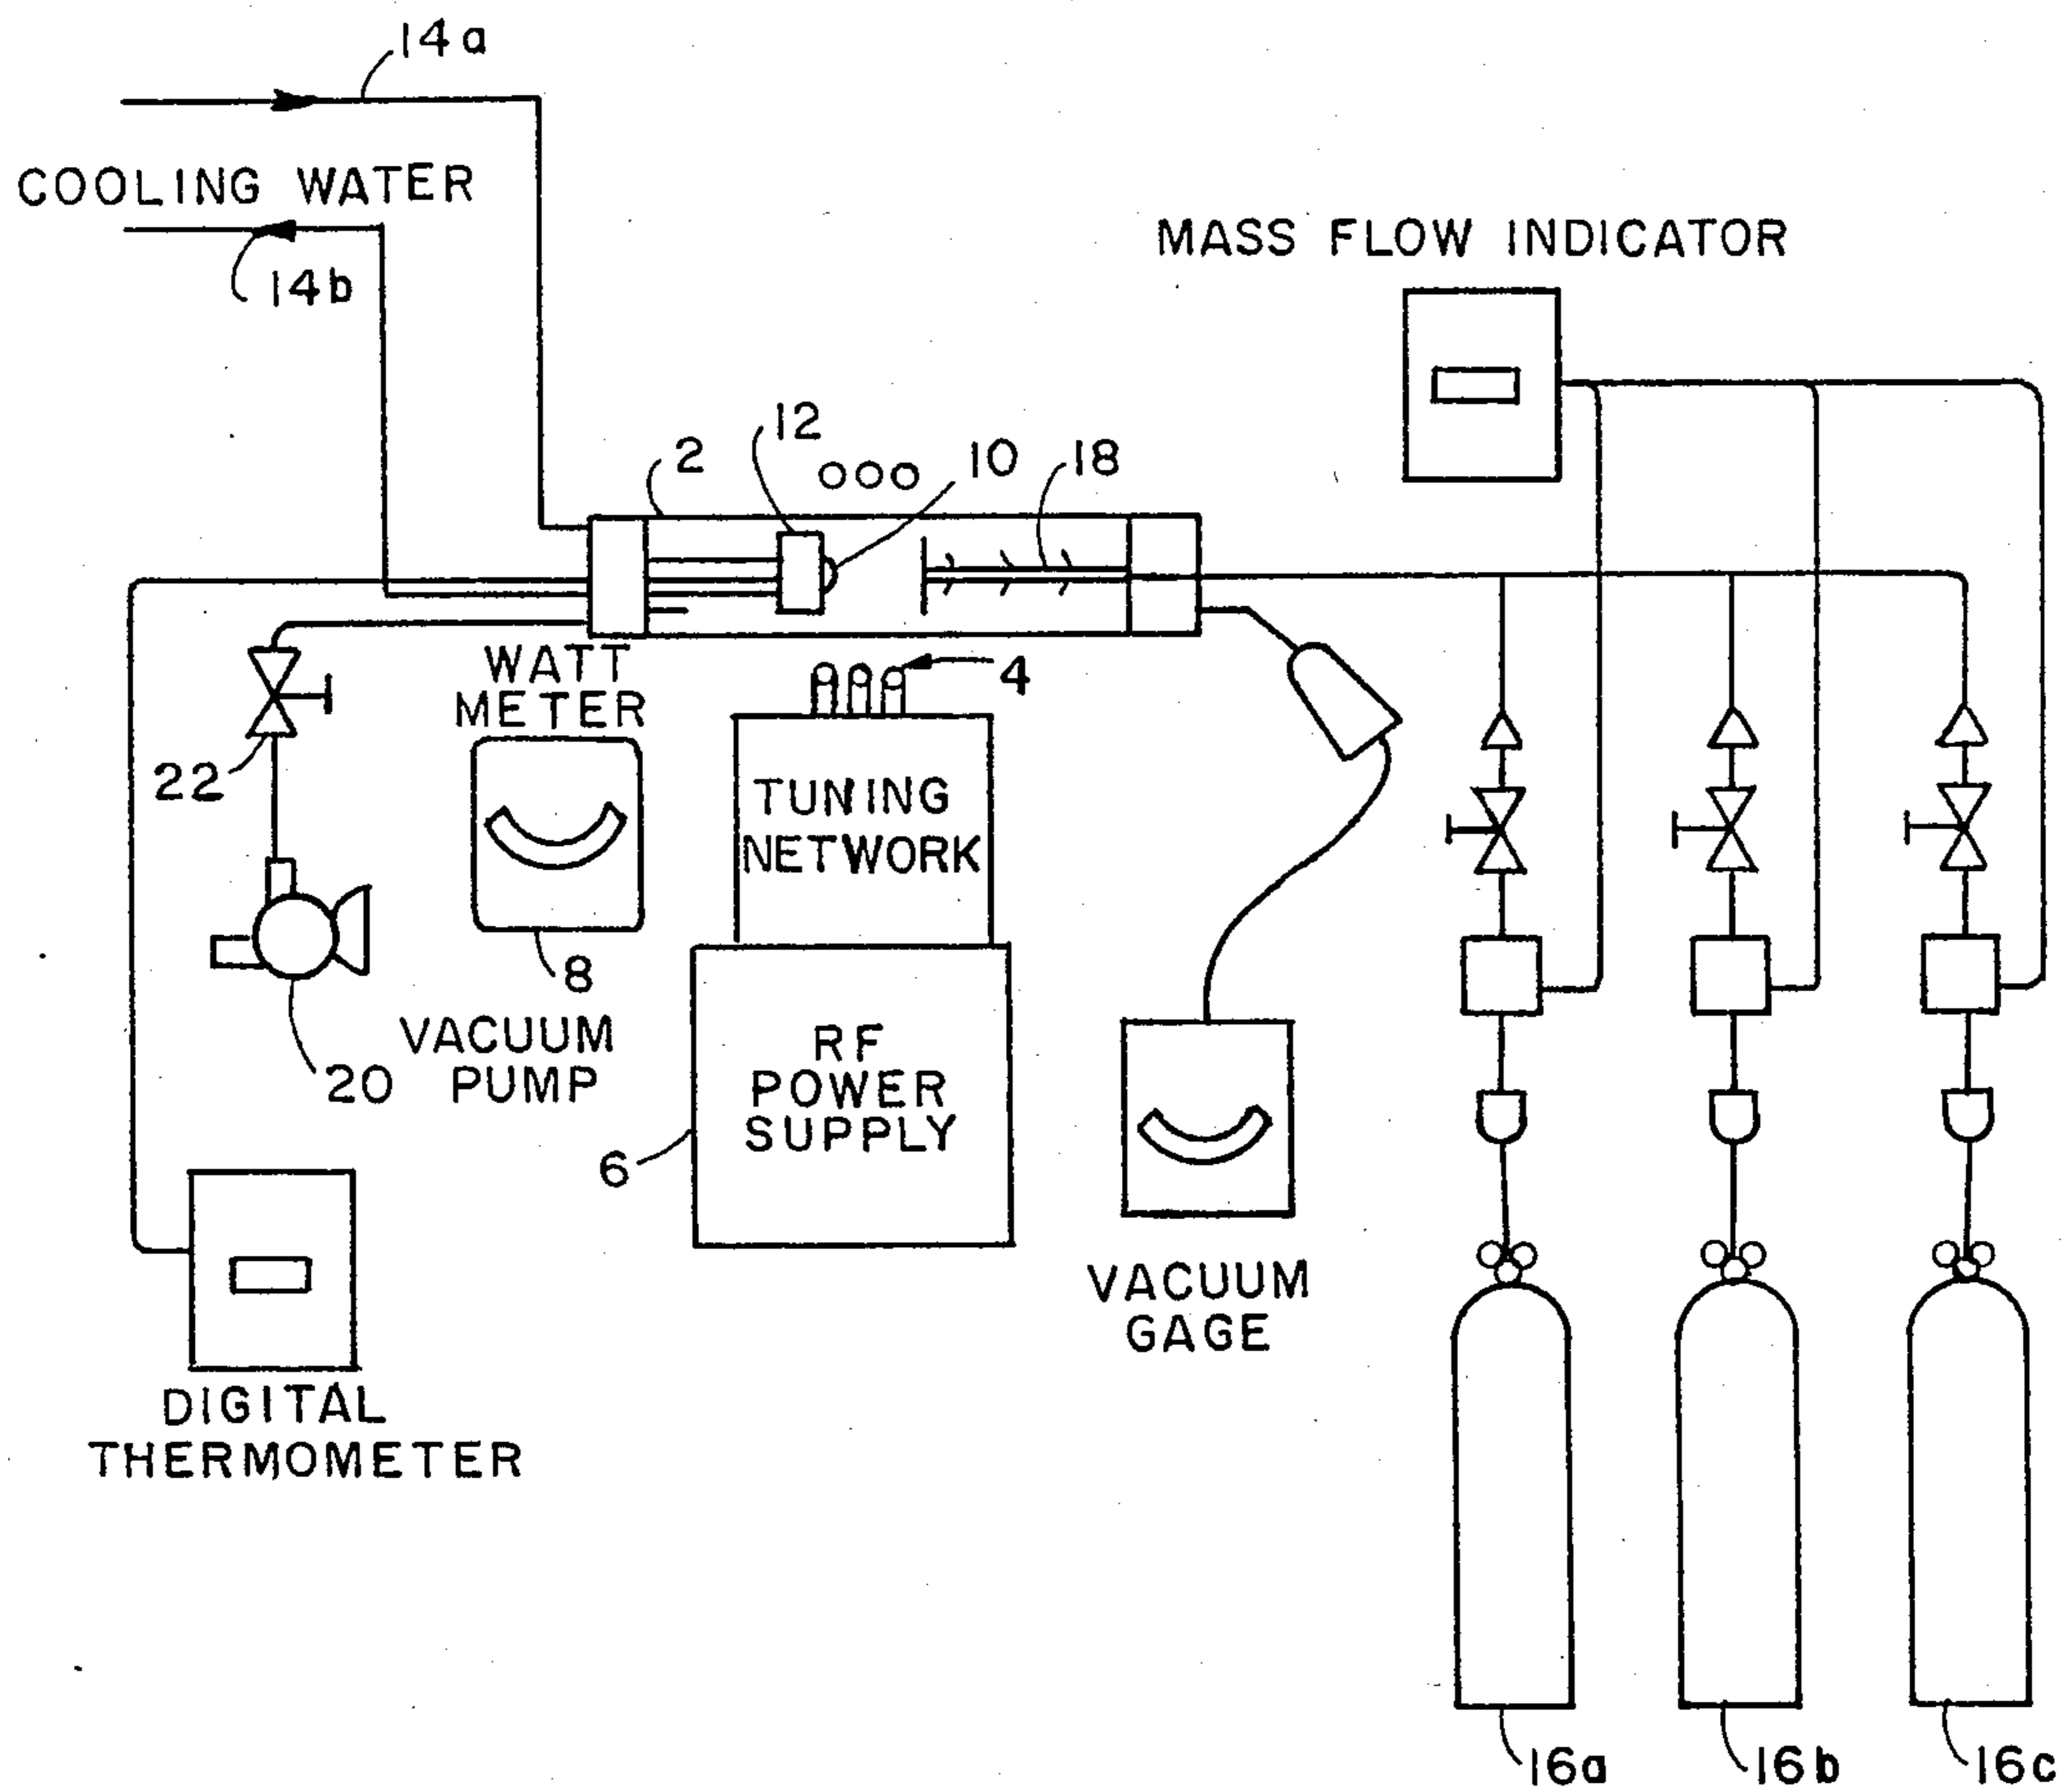 14a
COOLING WATER
14b
MASS FLOW INDICATOR
12
2
10
18
WATT
METER
4
22
TUNING
NETWORK
8
VACUUM
PUMP
20
RF
POWER
SUPPLY
6
VACUUM
GAGE
DIGITAL
THERMOMETER
16a
16b
16c